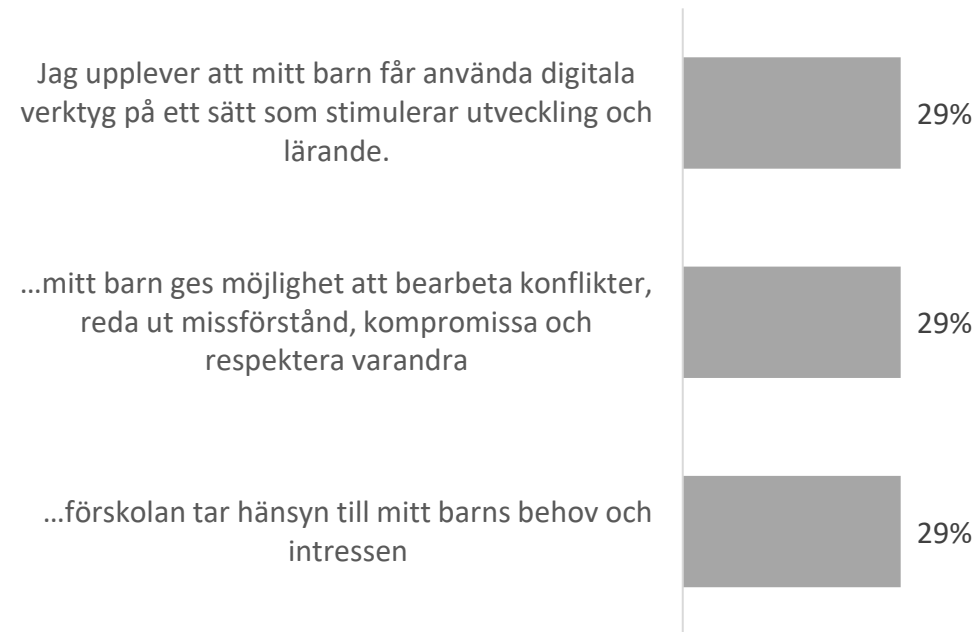 Jag upplever att mitt barn får använda digitala
verktyg på ett sätt som stimulerar utveckling och
lärande.
29%
…mitt barn ges möjlighet att bearbeta konflikter,
reda ut missförstånd, kompromissa och
respektera varandra
29%
…förskolan tar hänsyn till mitt barns behov och
intressen
29%